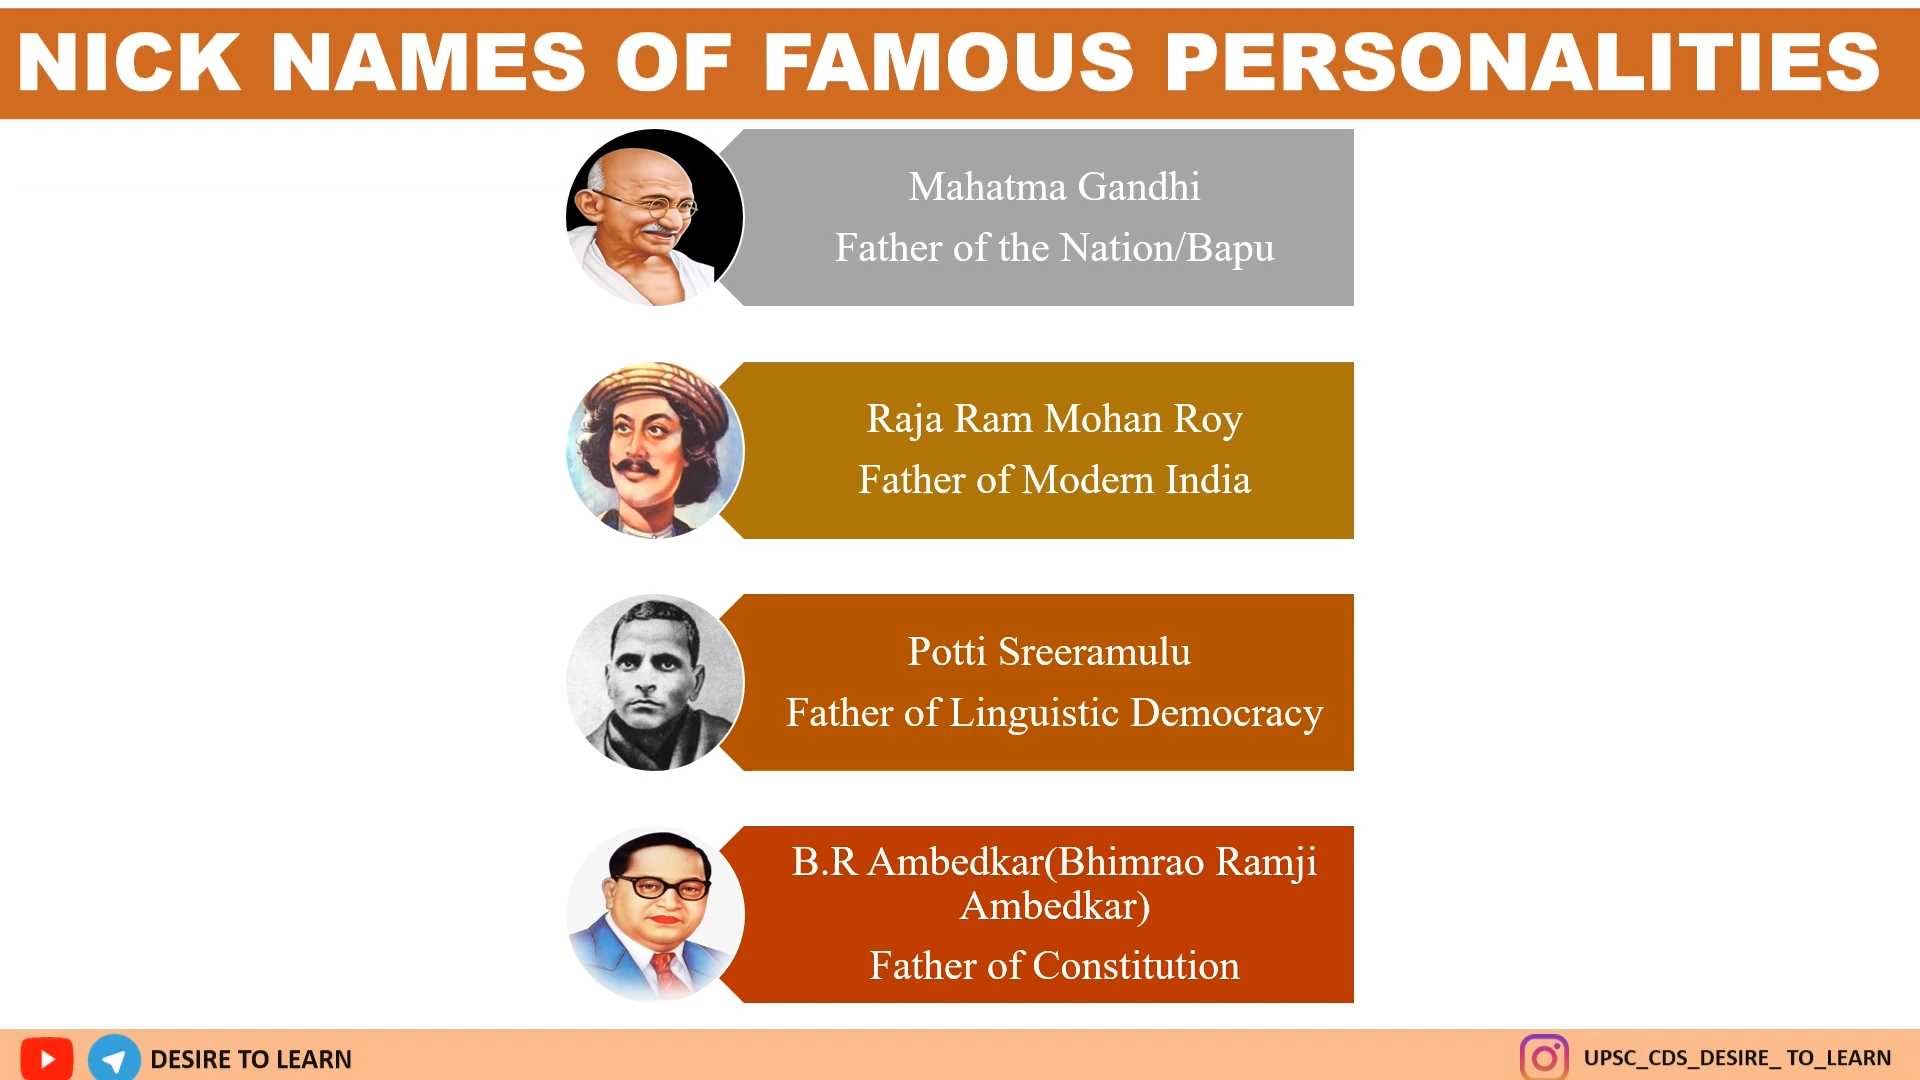 NICK NAMES OF FAMOUS PERSONALITIES
Mahatma Gandhi
Father of the Nation/Bapu
Raja Ram Mohan Roy
Father of Modern India
Potti Sreeramulu
Father of Linguistic Democracy
B.R Ambedkar(Bhimrao Ramji
Ambedkar)
Father of Constitution
DESIRE TO LEARN
UPSC_CDS_DESIRE_ TO_LEARN